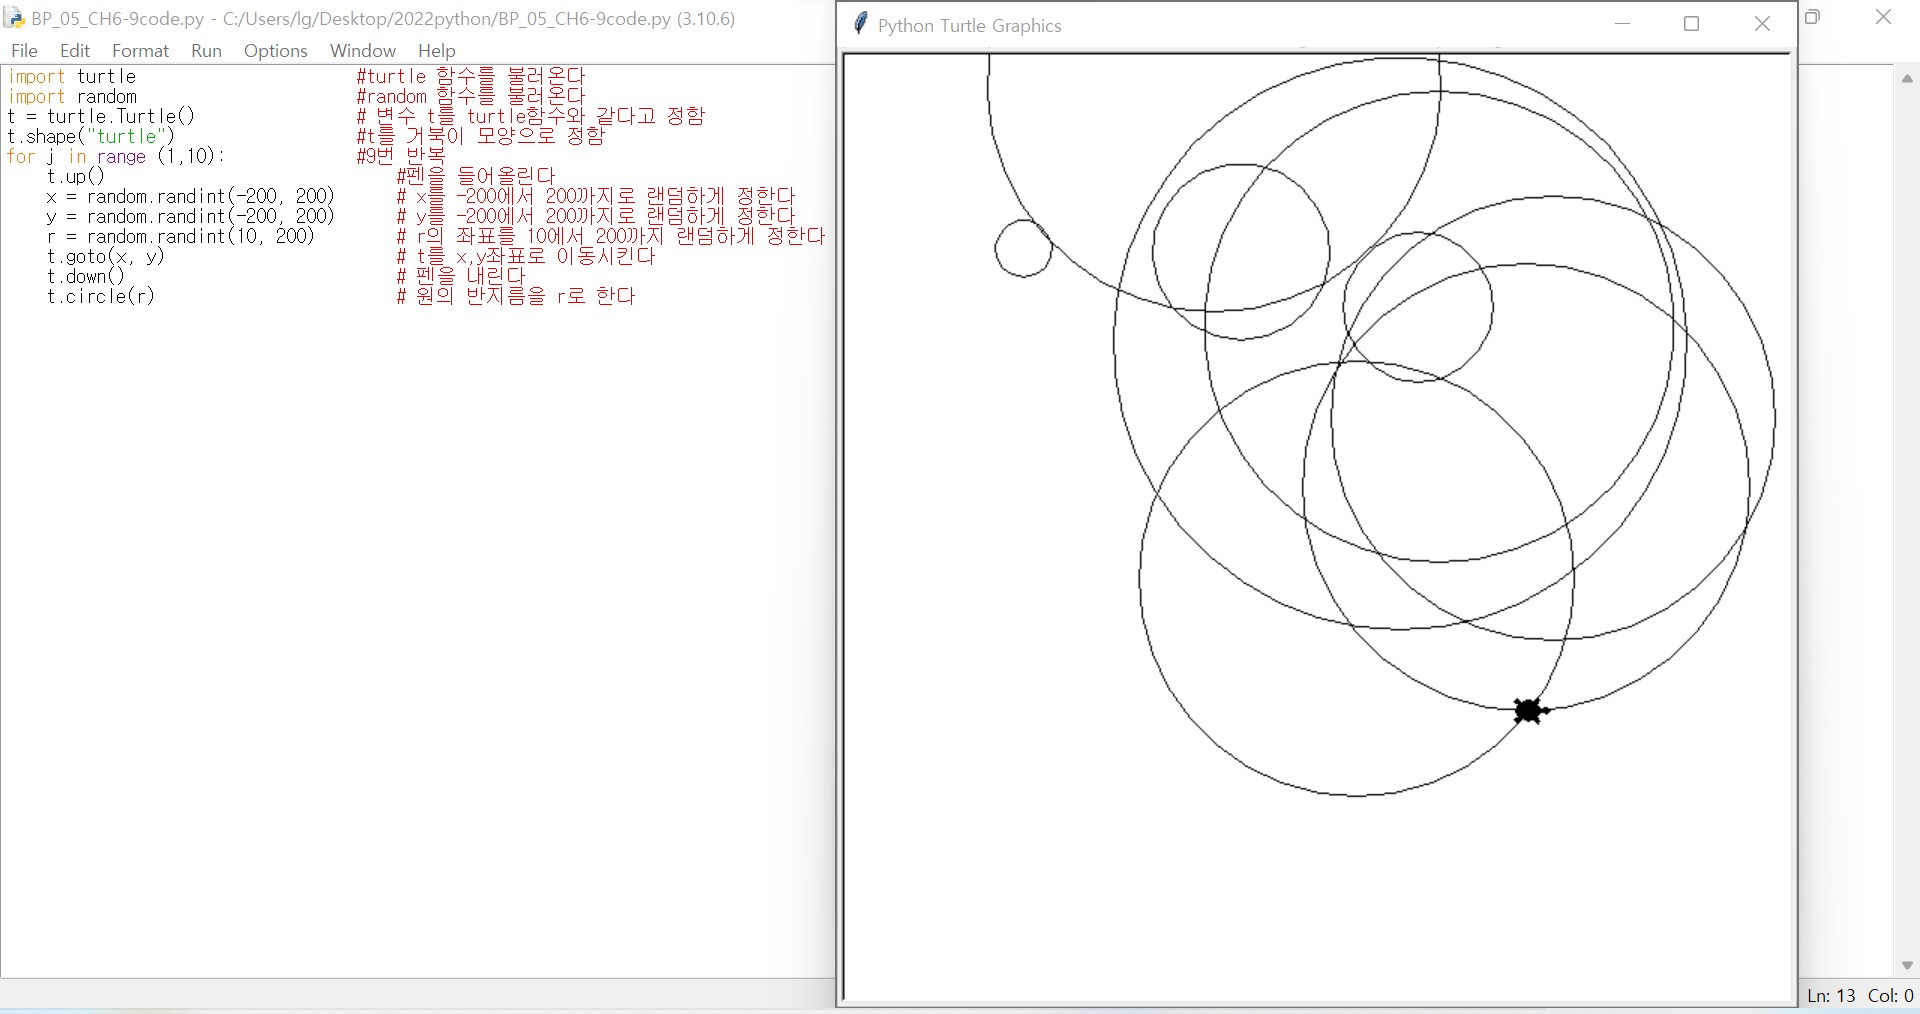 BP_05_CH6-9code.py - C:/Users/lg/Desktop/2022python/BP_05_CH6-9code.py (3.10.6)
File Edit Format Run Options Window Help
import turtle #turtle 함수를 불러온다
import random #random 함수를 불러온다
t = turtle.Turtle() # 변수 t를 turtle함수와 같다고 정함
t.shape("turtle") #t를 거북이 모양으로 정함
for j in range (1,10): #9번 반복
t.up() #펜을 들어올린다
x = random.randint(-200, 200) # x를 -200에서 200까지로 랜덤하게 정한다
y = random.randint(-200, 200) # y를 -200에서 200까지로 랜덤하게 정한다
r = random.randint(10, 200) # r의 좌표를 10에서 200까지 랜덤하게 정한다
t.goto(x, y) # t를 x,y좌표로 이동시킨다
t.down() # 펜을 내린다
t.circle(r) # 원의 반지름을 r로 한다
Python Turtle Graphics
Ln: 13 Col: 0